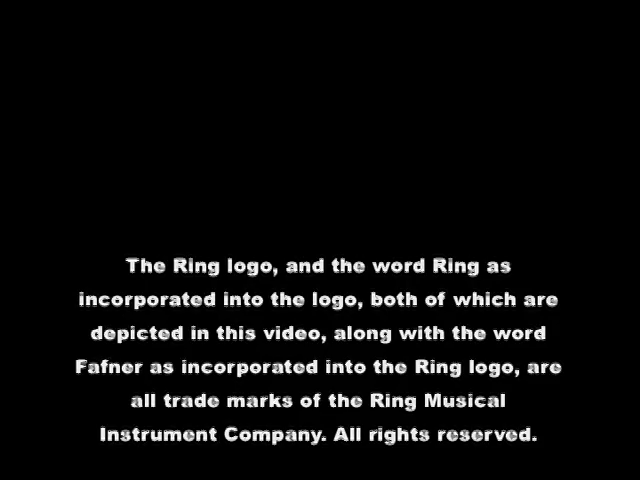 The Ring logo, and the word Ring as
incorporated into the logo, both of which are
depicted in this video, along with the word
Fafner as incorporated into the Ring logo, are
all trade marks of the Ring Musical
Instrument Company. All rights reserved.